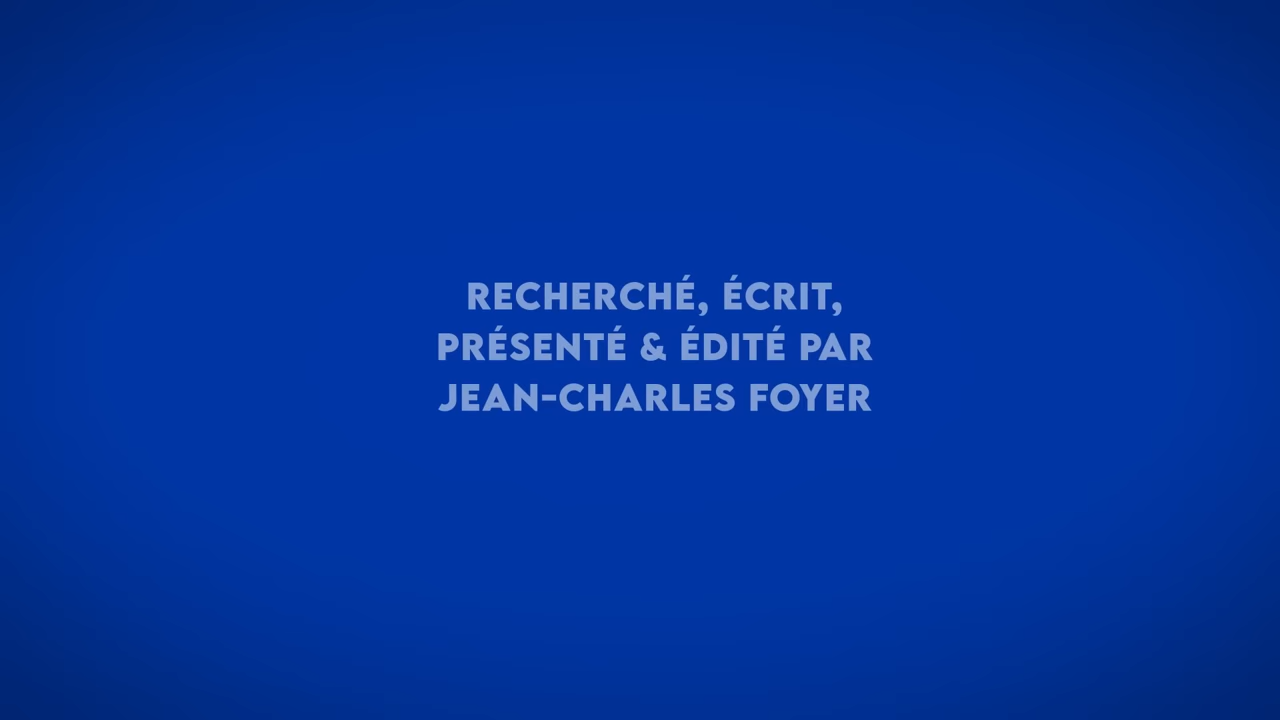 RECHERCHÉ, ÉCRIT,
PRÉSENTÉ & ÉDITÉ PAR
JEAN-CHARLES FOYER